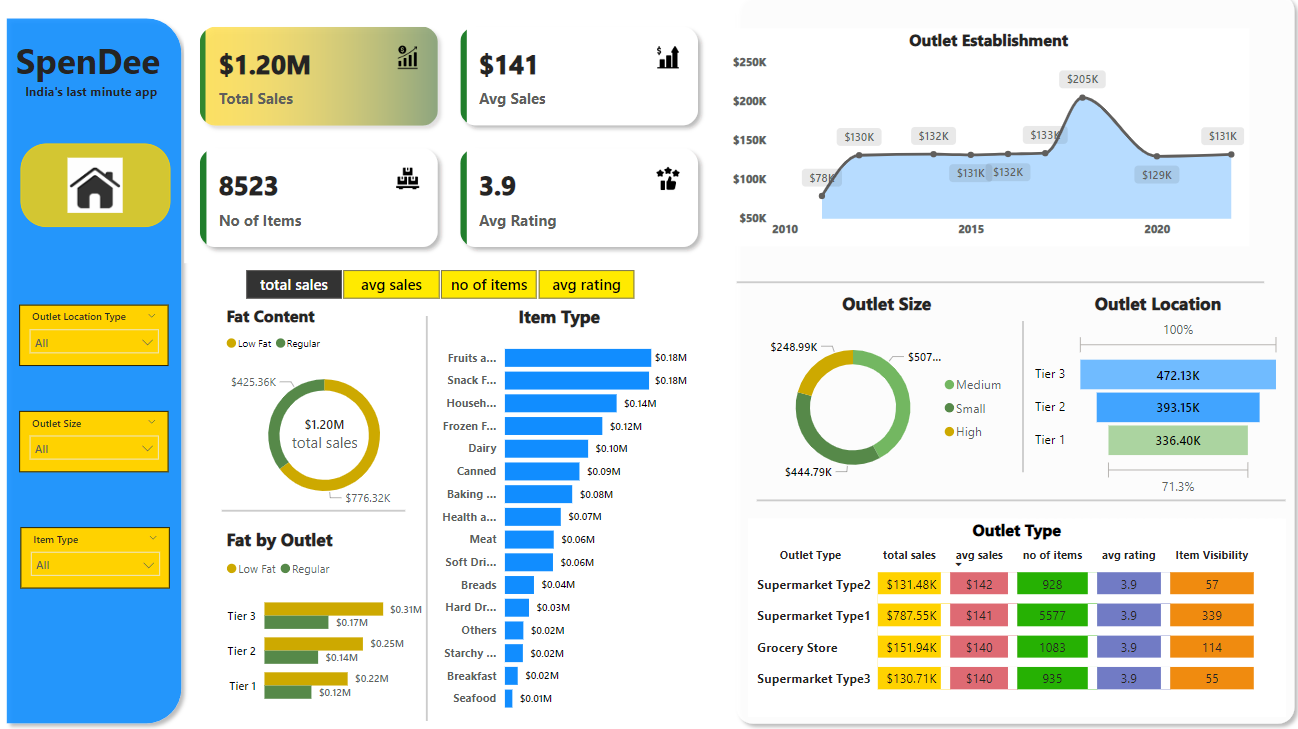 SpenDee
India's last minute app
Outlet Location Type
All
Outlet Size
All
Item Type
All
$1.20M
Total Sales
$141
Avg Sales
8523
No of Items
3.9
Avg Rating
total sales avg sales no of items avg rating
Fat Content
Low Fat Regular
$425.36K
$1.20M
total sales
$776.32K
Fat by Outlet
Low Fat Regular
Tier 3 $0.31M
$0.17M
Tier 2 $0.25M
$0.14M
Tier 1 $0.22M
$0.12M
Item Type
Fruits a... $0.18M
Snack F... $0.18M
Househ... $0.14M
Frozen F... $0.12M
Dairy $0.10M
Canned $0.09M
Baking ... $0.08M
Health a... $0.07M
Meat $0.06M
Soft Dri... $0.06M
Breads $0.04M
Hard Dr... $0.03M
Others $0.02M
Starchy ... $0.02M
Breakfast $0.02M
Seafood $0.01M
Outlet Establishment
$250K
$200K
$150K
$100K
$50K
$78K $130K $132K $131K $132K $133K $205K $129K $131K
2010 2015 2020
Outlet Size
$248.99K
$507...
$444.79K
Medium
Small
High
Outlet Location
100%
Tier 3 472.13K
Tier 2 393.15K
Tier 1 336.40K
71.3%
Outlet Type
Outlet Type total sales avg sales no of items avg rating Item Visibility
Supermarket Type2 $131.48K $142 928 3.9 57
Supermarket Type1 $787.55K $141 5577 3.9 339
Grocery Store $151.94K $140 1083 3.9 114
Supermarket Type3 $130.71K $140 935 3.9 55